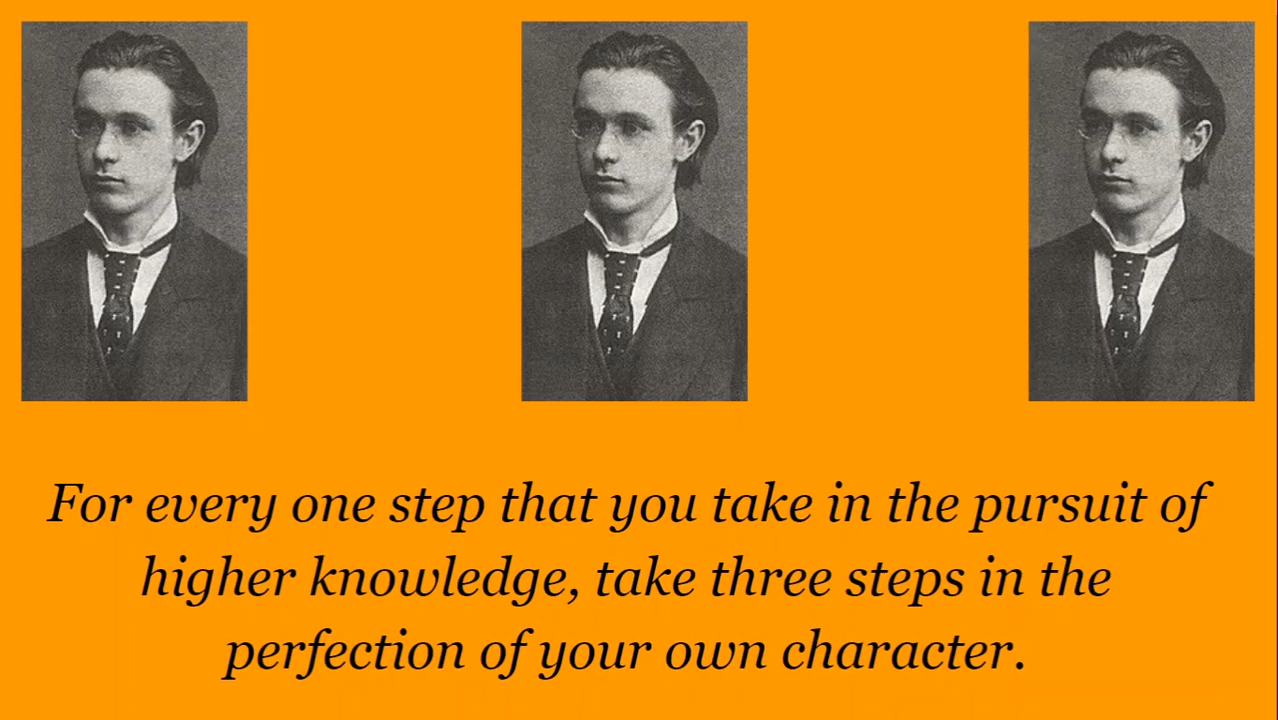 For every one step that you take in the pursuit of
higher knowledge, take three steps in the
perfection of your own character.